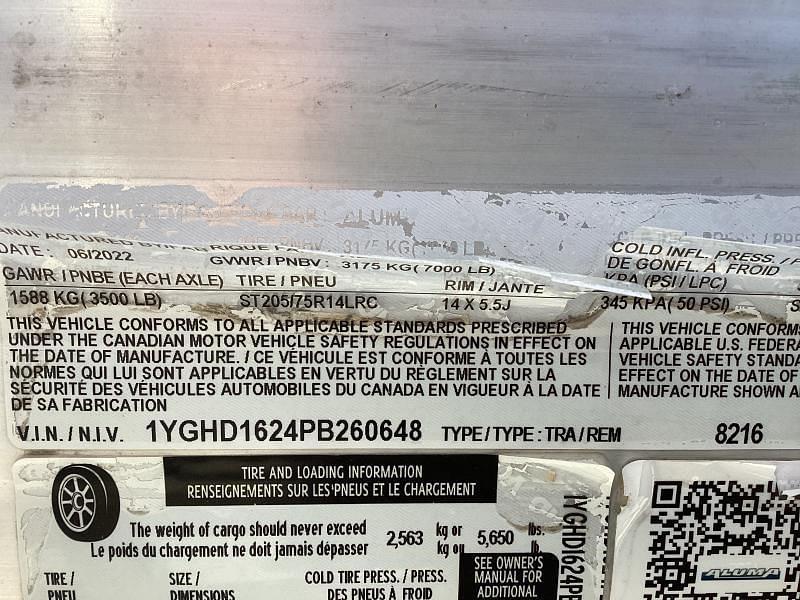 ALUM
DATE: 06/2022
GVWR / PNBV: 3175 KG( 7000 LB)
COLD INFL. PRESS. / P
DE GONFL. À FROID
KPA (PSI / LPC)
GAWR / PNBE (EACH AXLE) TIRE / PNEU RIM / JANTE
1588 KG( 3500 LB) ST205/75R14LRC 14 X 5.5J 345 KPA( 50 PSI) S
THIS VEHICLE CONFORMS TO ALL APPLICABLE STANDARDS PRESCRIBED
UNDER THE CANADIAN MOTOR VEHICLE SAFETY REGULATIONS IN EFFECT ON
THE DATE OF MANUFACTURE. / CE VÉHICULE EST CONFORME À TOUTES LES
NORMES QUI LUI SONT APPLICABLES EN VERTU DU RÈGLEMENT SUR LA
SÉCURITÉ DES VÉHICULES AUTOMOBILES DU CANADA EN VIGUEUR À LA DATE
DE SA FABRICATION
THIS VEHICLE CONFORMS
APPLICABLE U.S. FEDERA
VEHICLE SAFETY STANDA
EFFECT ON THE DATE OF
MANUFACTURE SHOWN A
V.I.N. / N.I.V. 1YGHD1624PB260648 TYPE / TYPE : TRA / REM 8216
TIRE AND LOADING INFORMATION
RENSEIGNEMENTS SUR LES PNEUS ET LE CHARGEMENT
The weight of cargo should never exceed 2,563 kg or 5,650 lbs.
Le poids du chargement ne doit jamais dépasser kg ou lb.
SEE OWNER'S
MANUAL FOR
ADDITIONAL
TIRE / SIZE / COLD TIRE PRESS. / PRESS.
PNEU DIMENSIONS DES PNEUS À FROID
1YGHD1624PB
ALUMA